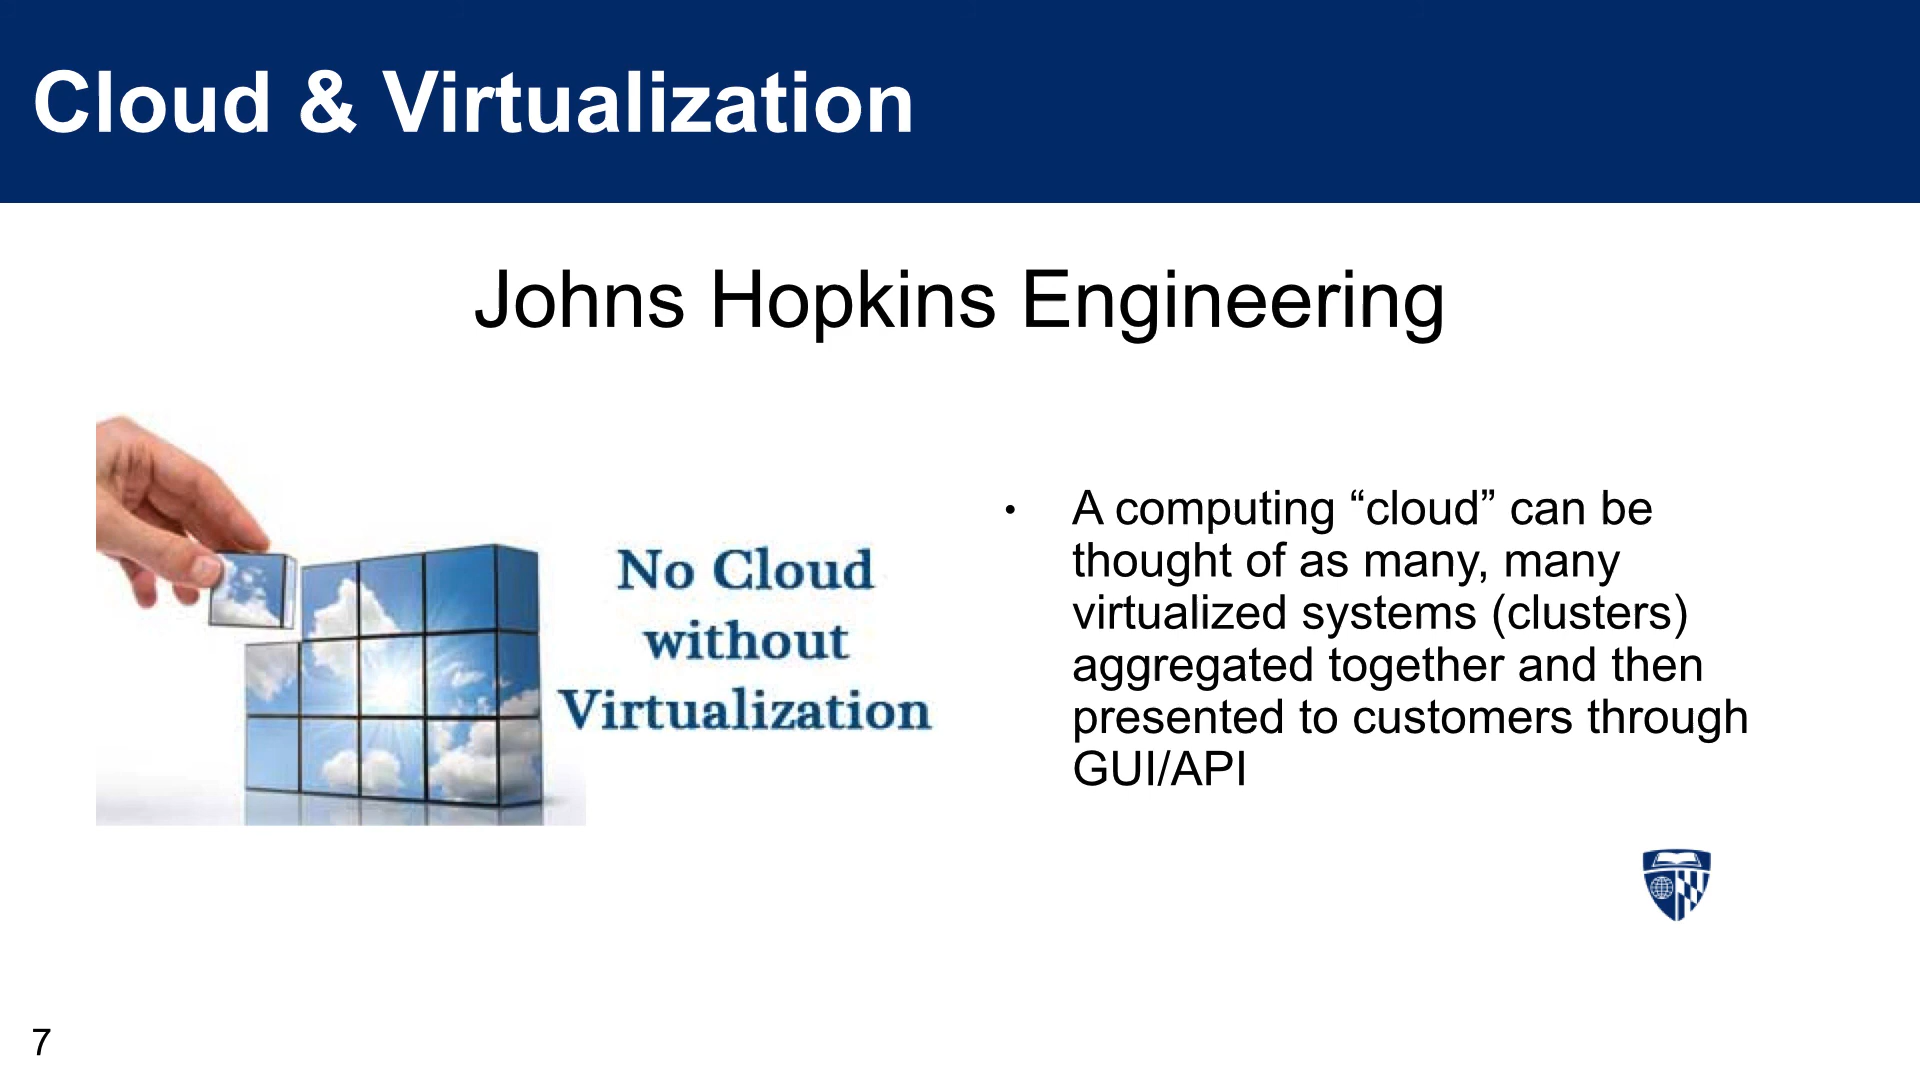 Cloud & Virtualization
Johns Hopkins Engineering
No Cloud
without
Virtualization
• A computing “cloud” can be
thought of as many, many
virtualized systems (clusters)
aggregated together and then
presented to customers through
GUI/API
7